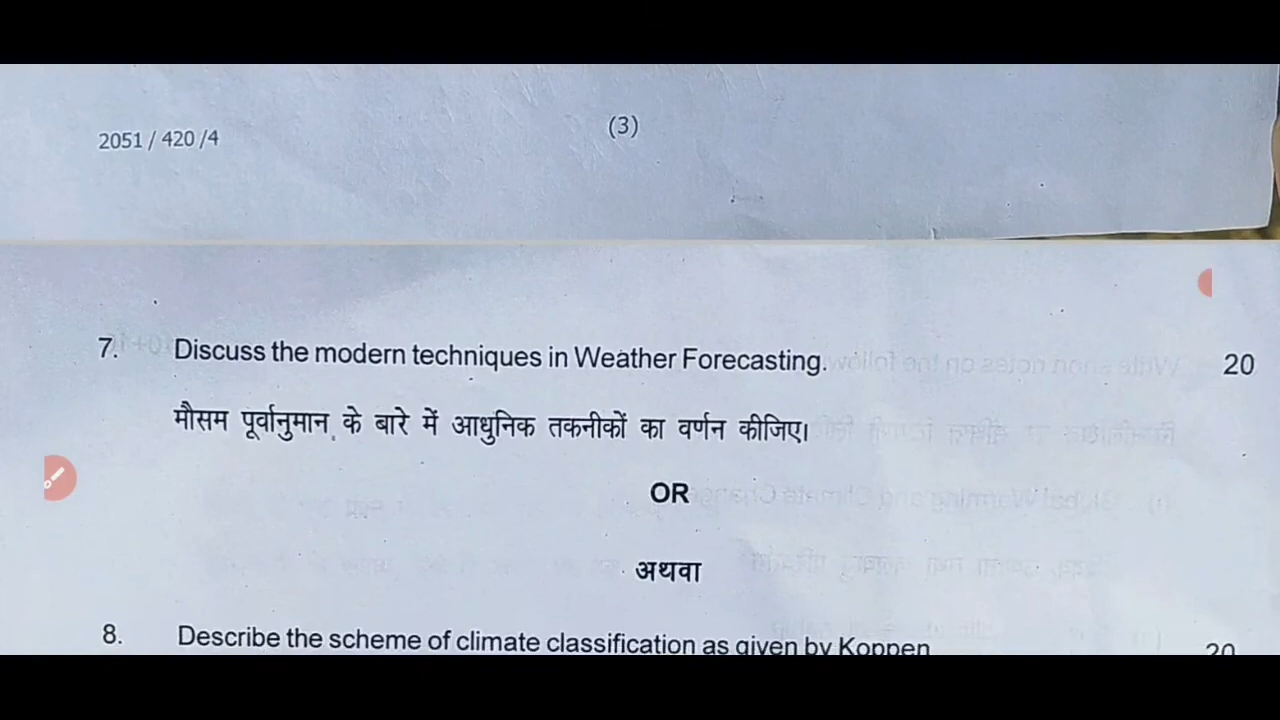 2051 / 420 /4
(3)
7. Discuss the modern techniques in Weather Forecasting. 20
मौसम पूर्वानुमान के बारे में आधुनिक तकनीकों का वर्णन कीजिए।
OR
अथवा
8. Describe the scheme of climate classification as given by Koppen 20